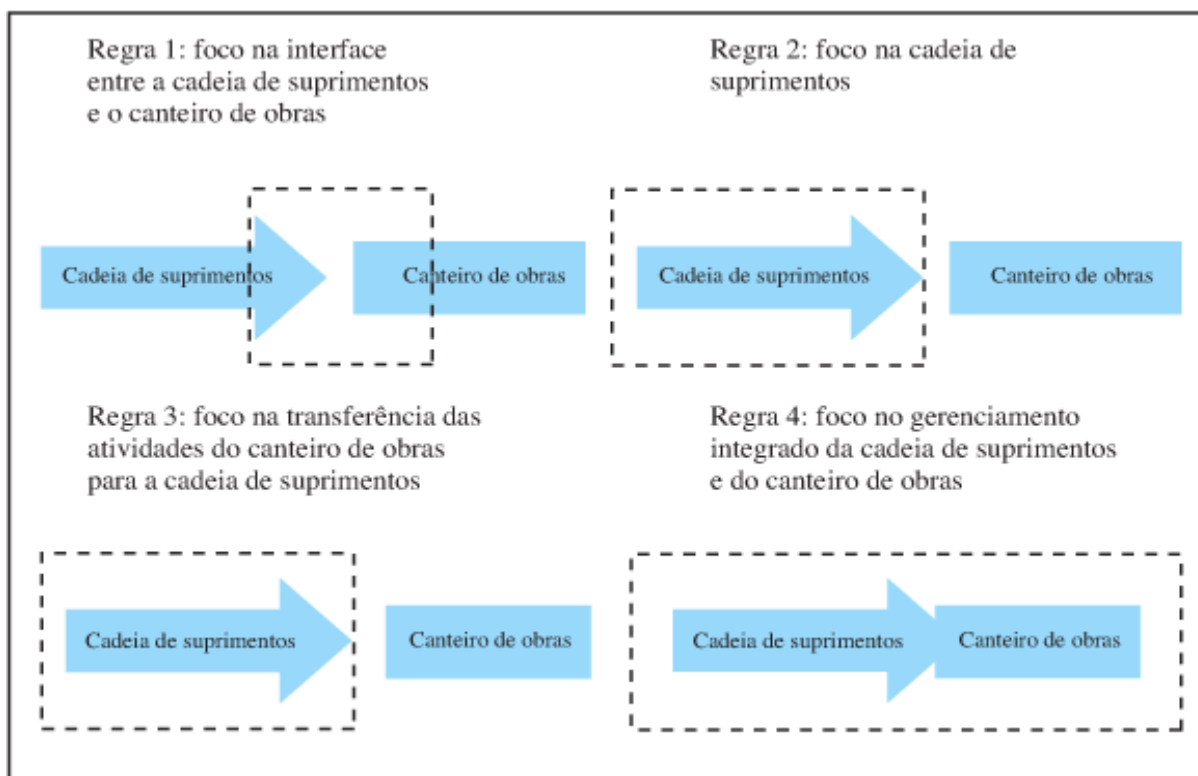 Regra 1: foco na interface
entre a cadeia de suprimentos
e o canteiro de obras
Regra 2: foco na cadeia de
suprimentos
Cadeia de suprimentos
Canteiro de obras
Cadeia de suprimentos
Canteiro de obras
Regra 3: foco na transferência das
atividades do canteiro de obras
para a cadeia de suprimentos
Regra 4: foco no gerenciamento
integrado da cadeia de suprimentos
e do canteiro de obras
Cadeia de suprimentos
Canteiro de obras
Cadeia de suprimentos
Canteiro de obras